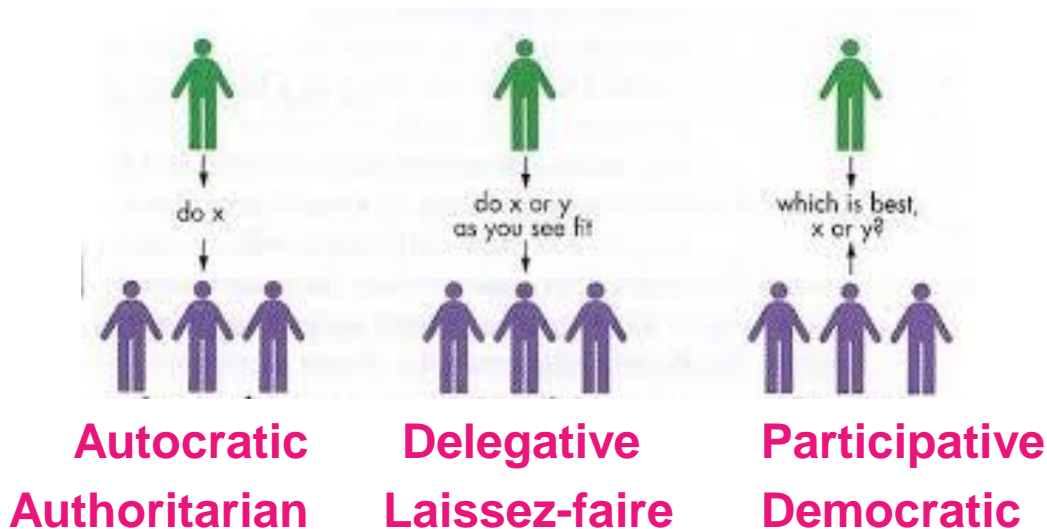 do x
do x or y
as you see fit
which is best,
x or y?
Autocratic
Delegative
Participative
Authoritarian
Laissez-faire
Democratic